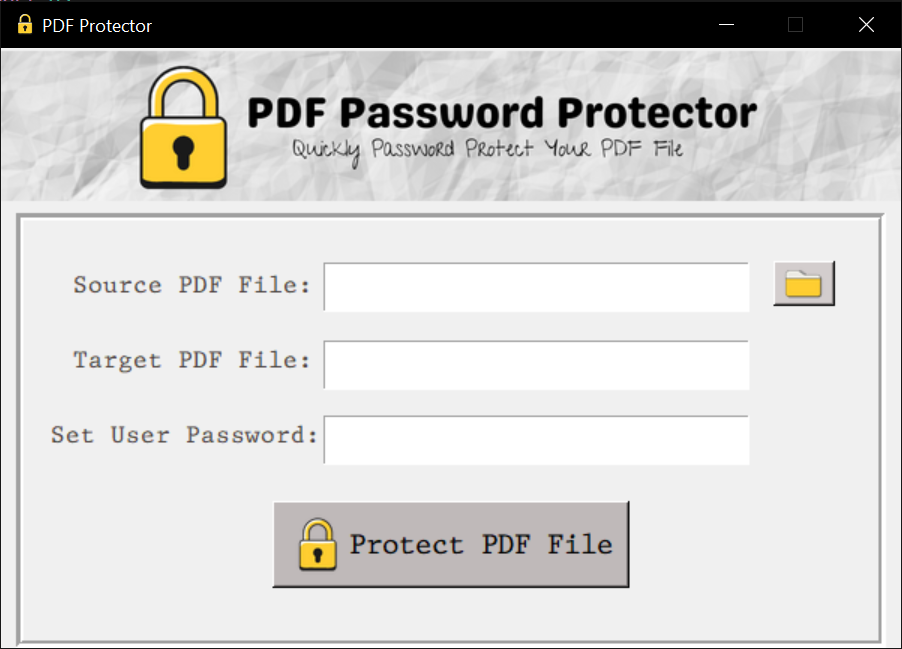 PDF Protector
PDF Password Protector
Quickly Password Protect Your PDF File
Source PDF File:
Target PDF File:
Set User Password:
Protect PDF File